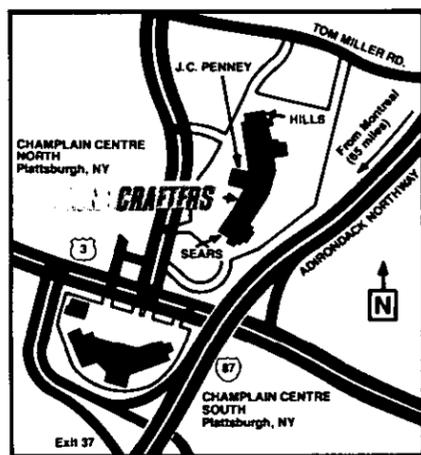 TOM MILLER RD.
J.C. PENNEY
HILLS
From Montreal
(65 miles)
CHAMPLAIN CENTRE
NORTH
Plattsburgh, NY
CRAFTERS
3
SEARS
ADIRONDACK NORTHWAY
N
87
CHAMPLAIN CENTRE
SOUTH
Plattsburgh, NY
Exit 37